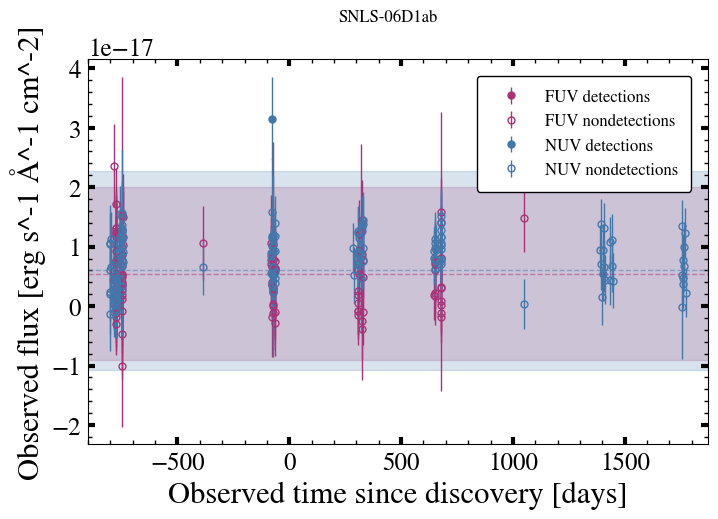 SNLS-06D1ab
1e−17
Observed flux [erg s^-1 Å^-1 cm^-2]
4
3
2
1
0
−1
−2
FUV detections
FUV nondetections
NUV detections
NUV nondetections
−500 0 500 1000 1500
Observed time since discovery [days]